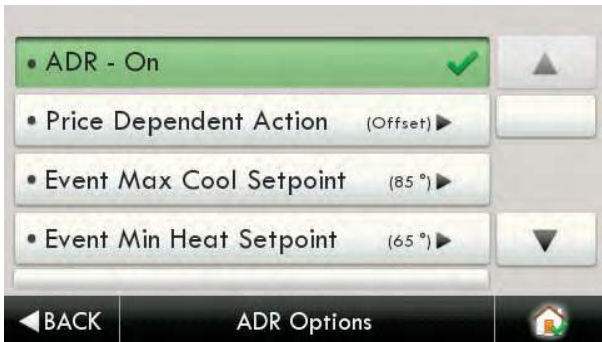 • ADR - On
• Price Dependent Action (Offset)
• Event Max Cool Setpoint (85 °)
• Event Min Heat Setpoint (65 °)
BACK ADR Options